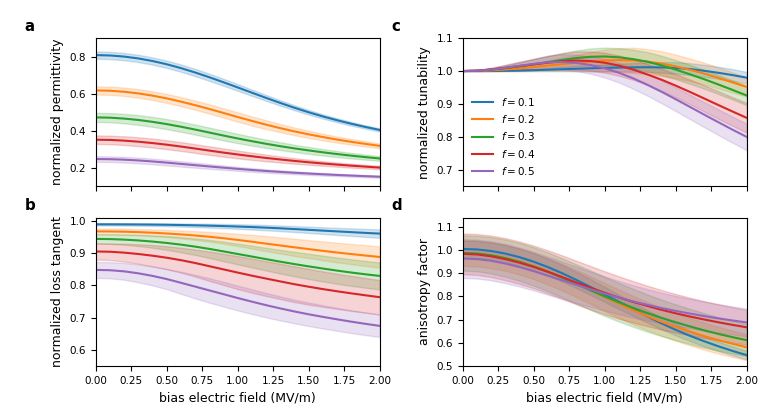 a
normalized permittivity
0.8
0.6
0.4
0.2
c
normalized tunability
1.1
1.0
0.9
0.8
0.7
f = 0.1
f = 0.2
f = 0.3
f = 0.4
f = 0.5
b
normalized loss tangent
1.0
0.9
0.8
0.7
0.6
0.00 0.25 0.50 0.75 1.00 1.25 1.50 1.75 2.00
bias electric field (MV/m)
d
anisotropy factor
1.1
1.0
0.9
0.8
0.7
0.6
0.5
0.00 0.25 0.50 0.75 1.00 1.25 1.50 1.75 2.00
bias electric field (MV/m)